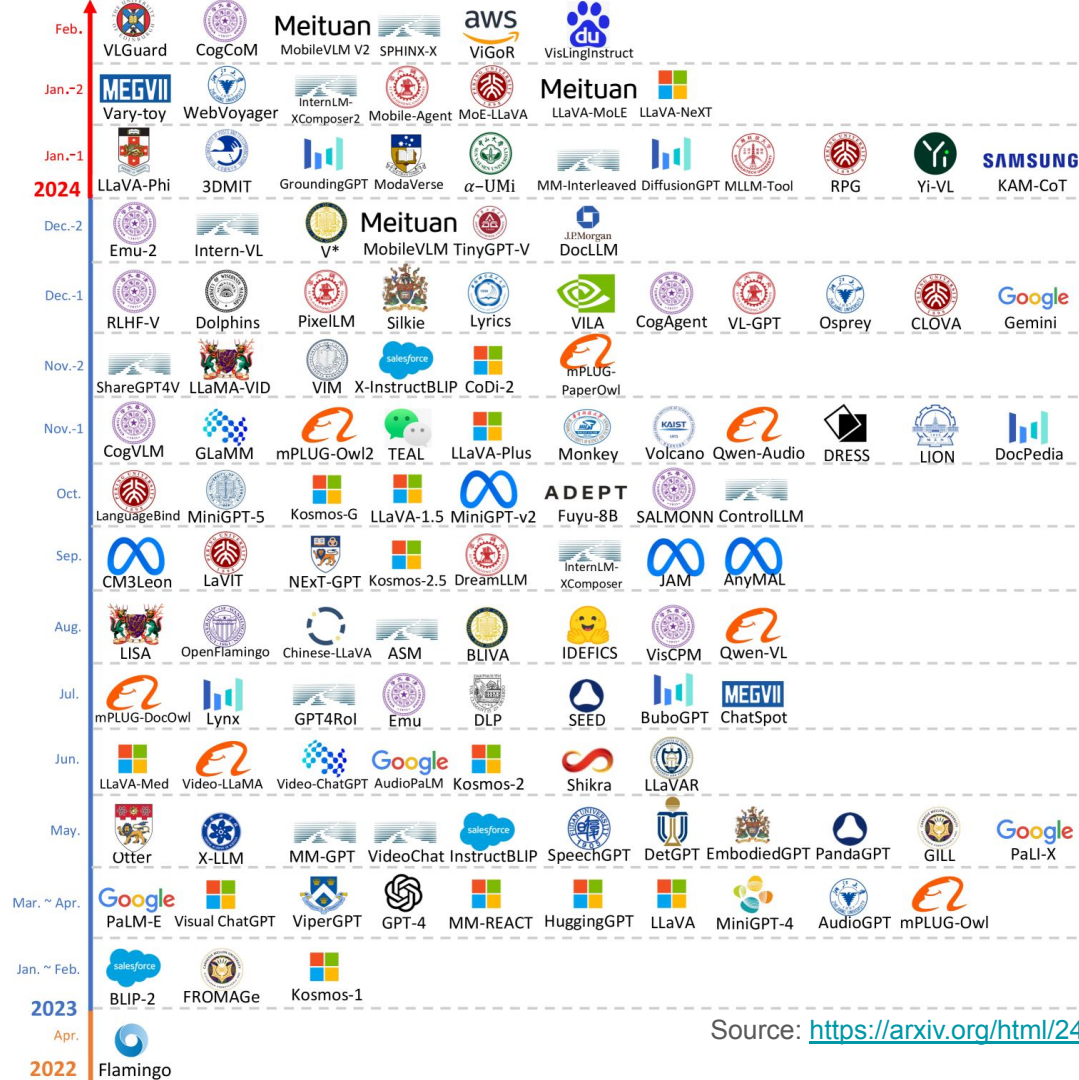 Feb.
Meituan
aws
du
VLGuard CogCoM MobileVLM V2 SPHINX-X ViGoR VisLingInstruct
Jan.-2
MEGVII
Meituan
Vary-toy WebVoyager InternLM-XComposer2 Mobile-Agent MoE-LLaVA LLaVA-MoLE LLaVA-NeXT
Jan.-1
Yi
SAMSUNG
2024
LLaVA-Phi 3DMIT GroundingGPT ModaVerse α-UMi MM-Interleaved DiffusionGPT MLLM-Tool RPG Yi-VL KAM-CoT
Dec.-2
Meituan
J.P.Morgan
Emu-2 Intern-VL V* MobileVLM TinyGPT-V DocLLM
Dec.-1
Google
RLHF-V Dolphins PixelLM Silkie Lyrics VILA CogAgent VL-GPT Osprey CLOVA Gemini
Nov.-2
salesforce
ShareGPT4V LLaMA-VID VIM X-InstructBLIP CoDi-2 mPLUG-PaperOwl
Nov.-1
KAIST
CogVLM GLaMM mPLUG-Owl2 TEAL LLaVA-Plus Monkey Volcano Qwen-Audio DRESS LION DocPedia
Oct.
ADEPT
LanguageBind MiniGPT-5 Kosmos-G LLaVA-1.5 MiniGPT-v2 Fuyu-8B SALMONN ControlLLM
Sep.
CM3Leon LaVIT NExT-GPT Kosmos-2.5 DreamLLM InternLM-XComposer JAM AnyMAL
Aug.
LISA OpenFlamingo Chinese-LLaVA ASM BLIVA IDEFICS VisCPM Qwen-VL
Jul.
MEGVII
mPLUG-DocOwl Lynx GPT4RoI Emu DLP SEED BuboGPT ChatSpot
Jun.
Google
LLaVA-Med Video-LLaMA Video-ChatGPT AudioPaLM Kosmos-2 Shikra LLaVAR
May.
salesforce
Google
Otter X-LLM MM-GPT VideoChat InstructBLIP SpeechGPT DetGPT EmbodiedGPT PandaGPT GILL PaLI-X
Mar. ~ Apr.
Google
PaLM-E Visual ChatGPT ViperGPT GPT-4 MM-REACT HuggingGPT LLaVA MiniGPT-4 AudioGPT mPLUG-Owl
Jan. ~ Feb.
salesforce
BLIP-2 FROMAGe Kosmos-1
2023
Apr.
Source: https://arxiv.org/html/24
2022
Flamingo